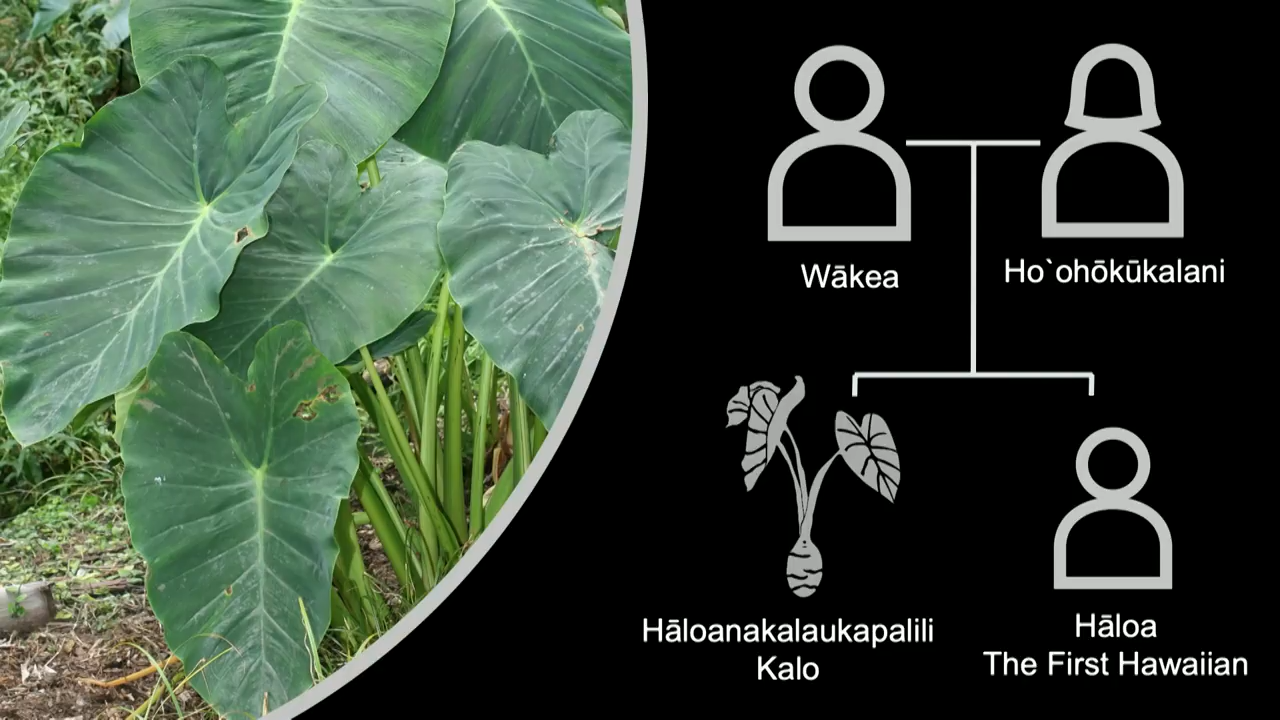 Wākea
Ho`ohōkūkalani
Hāloanakalaukapalili
Kalo
Hāloa
The First Hawaiian